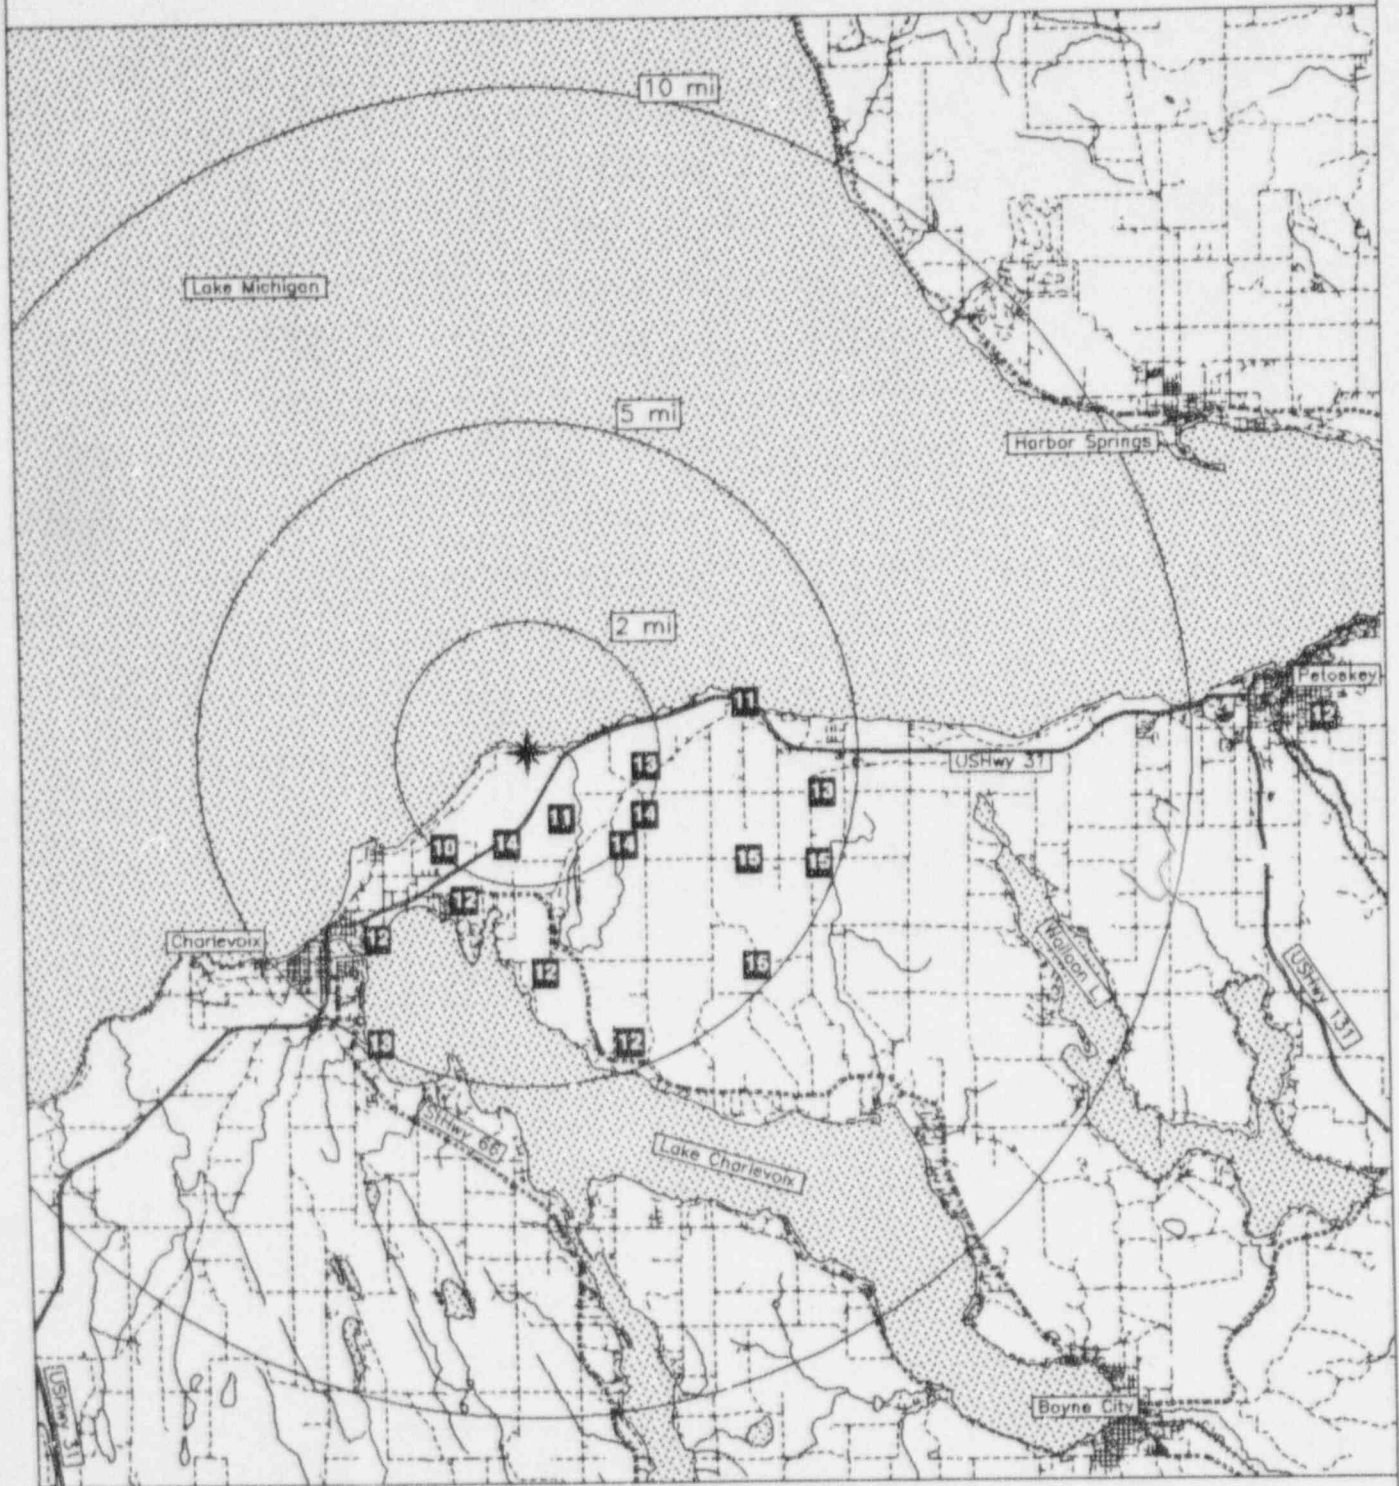 10 mi
Lake Michigan
5 mi
Harbor Springs
2 mi
Petoskey
11
12
USHwy 31
13
13
11
14
10
14
14
16
15
12
Charlevoix
12
12
15
Walloon L.
USHwy 131
13
12
StHwy 66
Lake Charlevoix
USHwy 31
Boyne City